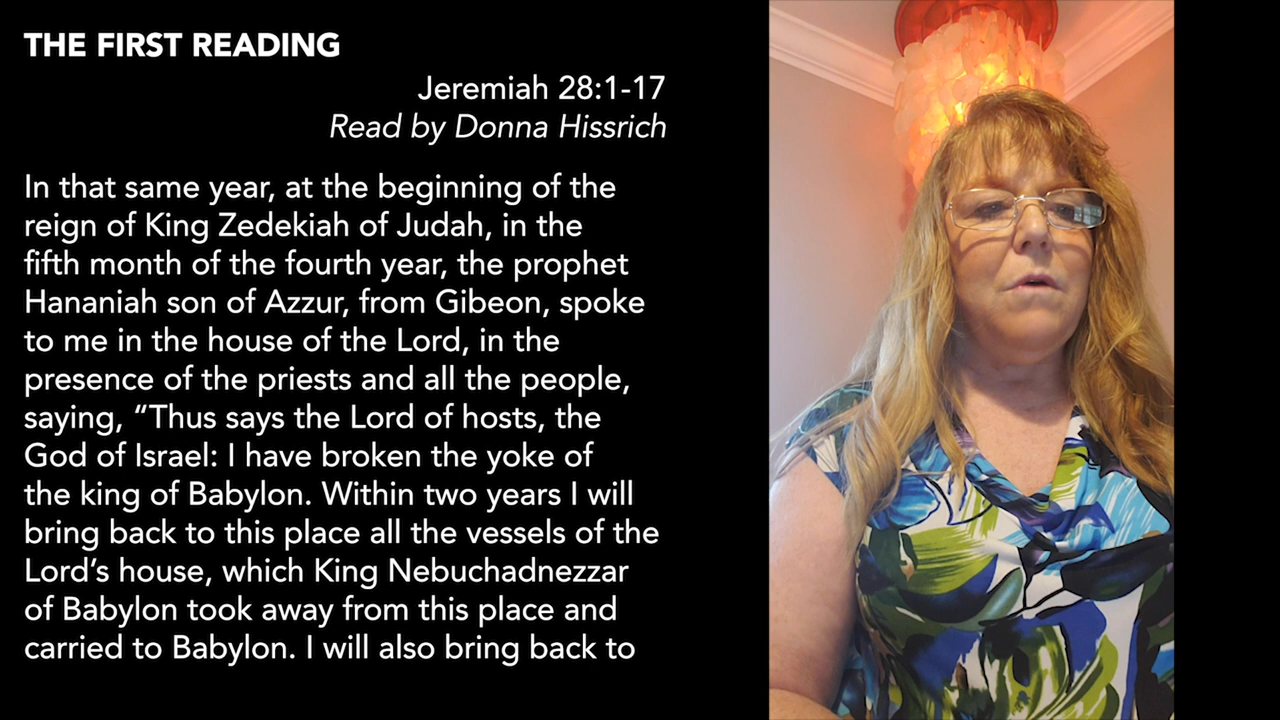 THE FIRST READING
Jeremiah 28:1-17
Read by Donna Hissrich
In that same year, at the beginning of the
reign of King Zedekiah of Judah, in the
fifth month of the fourth year, the prophet
Hananiah son of Azzur, from Gibeon, spoke
to me in the house of the Lord, in the
presence of the priests and all the people,
saying, “Thus says the Lord of hosts, the
God of Israel: I have broken the yoke of
the king of Babylon. Within two years I will
bring back to this place all the vessels of the
Lord’s house, which King Nebuchadnezzar
of Babylon took away from this place and
carried to Babylon. I will also bring back to